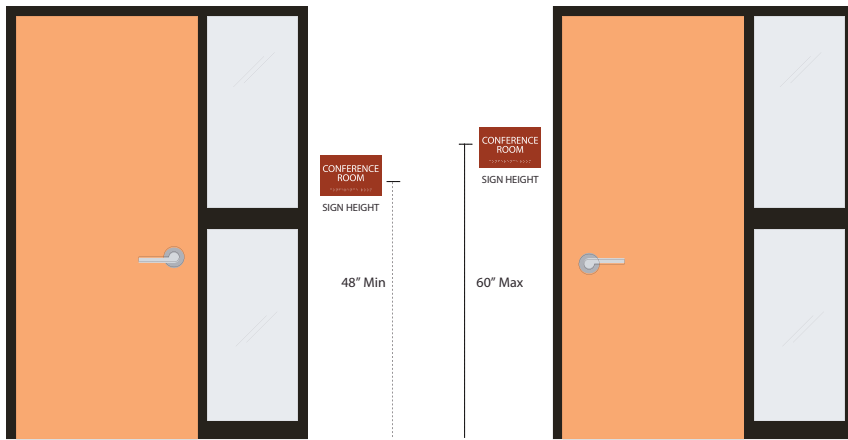 CONFERENCE
ROOM
SIGN HEIGHT
48” Min
CONFERENCE
ROOM
SIGN HEIGHT
60” Max